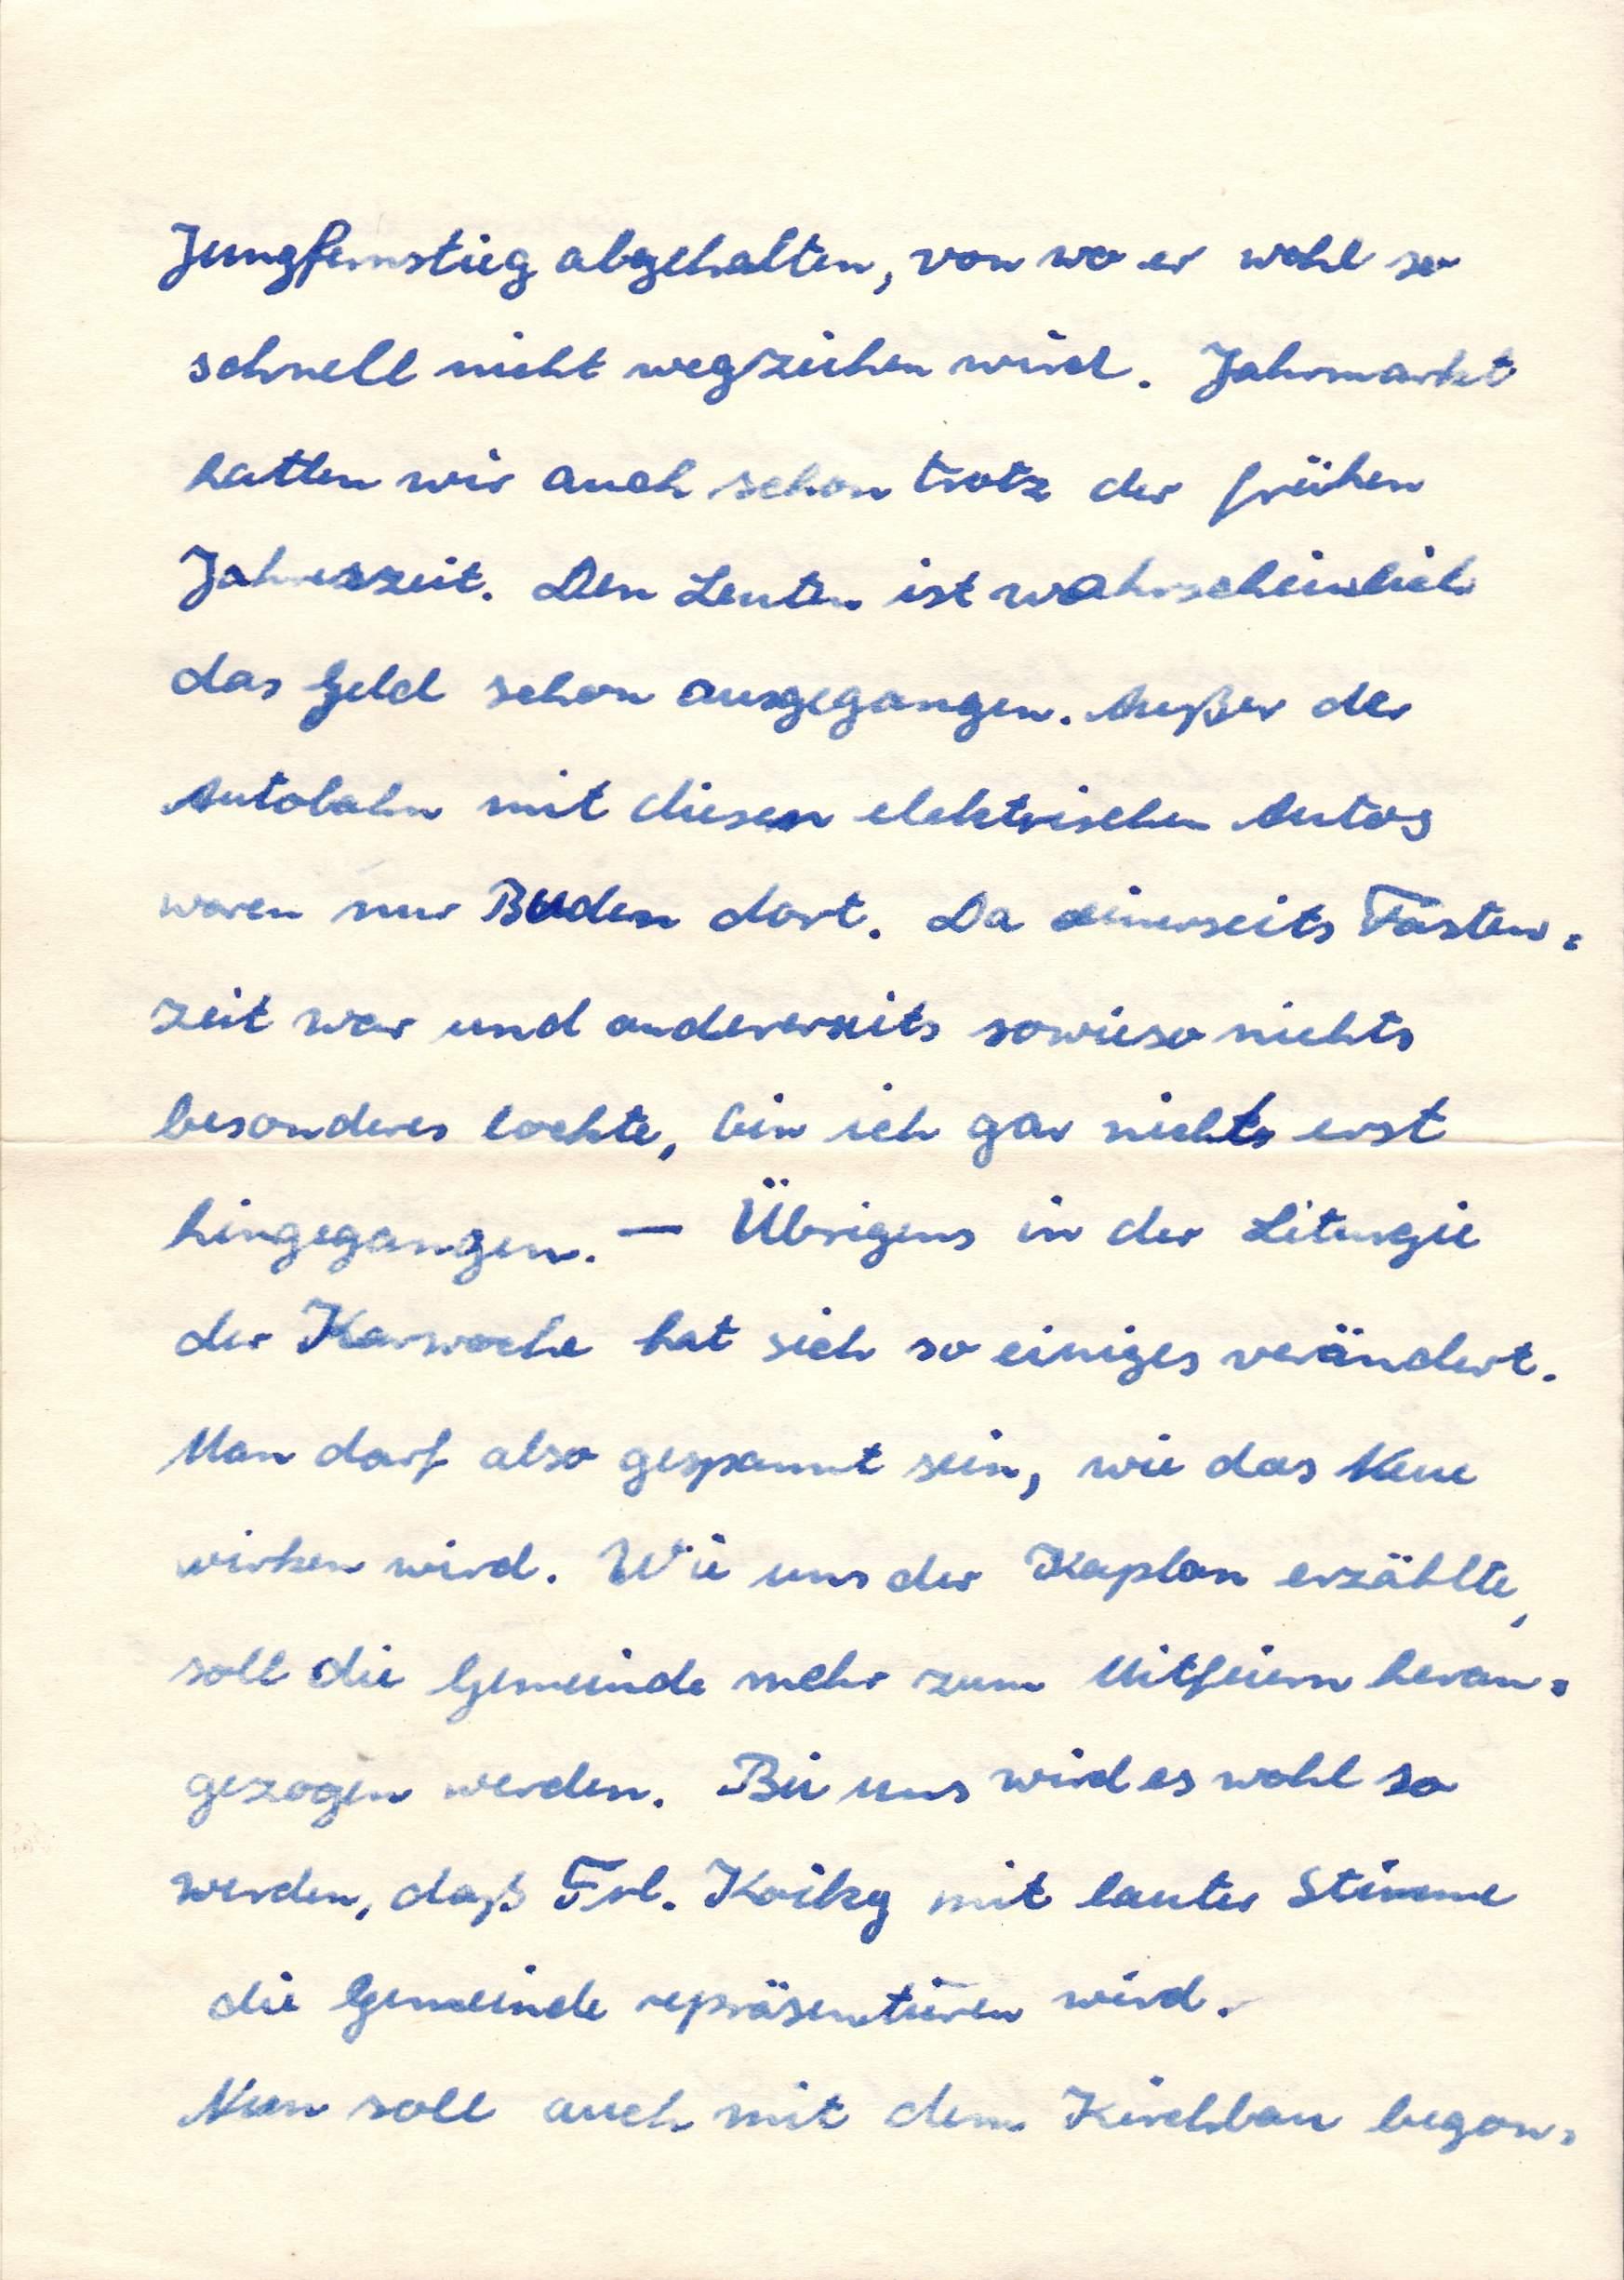 Jungfernstieg abgehalten, von wo er wohl so
schnell nicht wegziehen wird. Jahrmarkt
hatten wir auch schon trotz der frühen
Jahreszeit. Den Leuten ist wahrscheinlich
das Geld schon ausgegangen. Außer der
Autobahn mit diesen elektrischen Autos
waren nur Buden dort. Da einerseits Fasten=
zeit war und andererseits sowieso nichts
besonderes lockte, bin ich gar nichts erst
hingegangen. — Übrigens in der Liturgie
der Karwoche hat sich so einiges verändert.
Man darf also gespannt sein, wie das Neue
wirken wird. Wie uns der Kaplan erzählte,
soll die Gemeinde mehr zum Mitfeiern heran=
gezogen werden. Bei uns wird es wohl so
werden, daß Frl. mit lauter Stimme
die Gemeinde repräsentieren wird.
Nun soll auch mit dem Kirchbau begon=